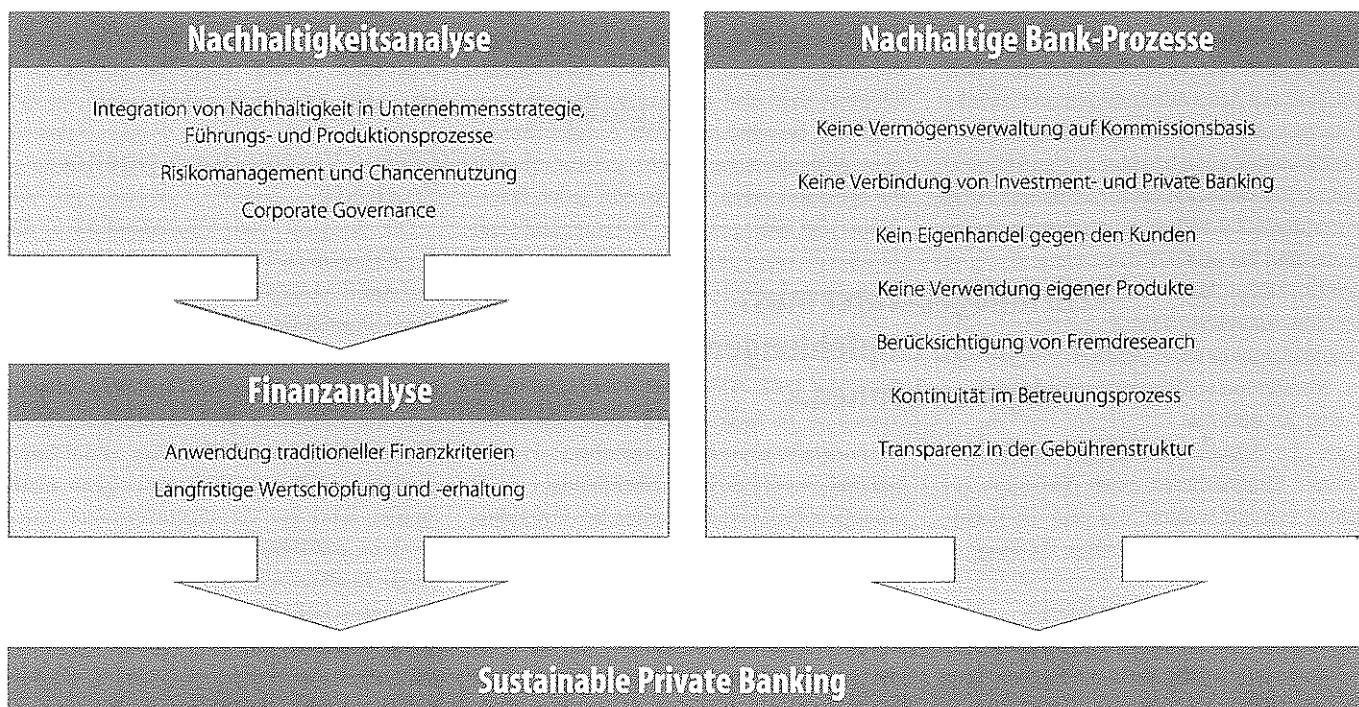 Nachhaltigkeitsanalyse
Integration von Nachhaltigkeit in Unternehmensstrategie,
Führungs- und Produktionsprozesse
Risikomanagement und Chancennutzung
Corporate Governance
Finanzanalyse
Anwendung traditioneller Finanzkriterien
Langfristige Wertschöpfung und -erhaltung
Nachhaltige Bank-Prozesse
Keine Vermögensverwaltung auf Kommissionsbasis
Keine Verbindung von Investment- und Private Banking
Kein Eigenhandel gegen den Kunden
Keine Verwendung eigener Produkte
Berücksichtigung von Fremdresearch
Kontinuität im Betreuungsprozess
Transparenz in der Gebührenstruktur
Sustainable Private Banking